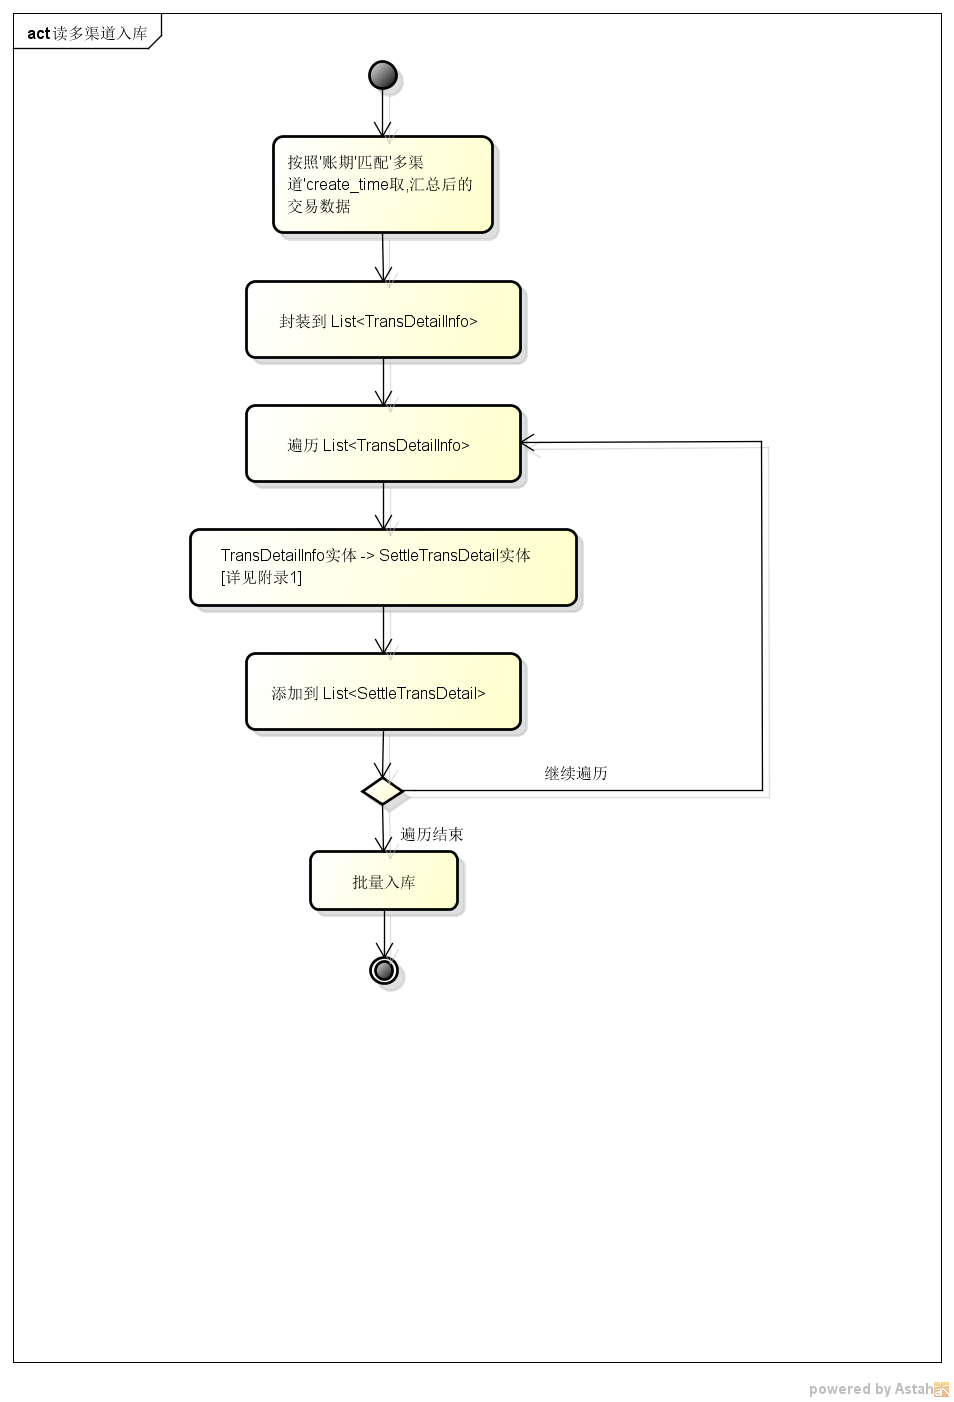 act 读多渠道入库
按照'账期'匹配'多渠
道'create_time取,汇总后的
交易数据
封装到 List<TransDetailInfo>
遍历 List<TransDetailInfo>
TransDetailInfo实体 -> SettleTransDetail实体
[详见附录1]
添加到 List<SettleTransDetail>
继续遍历
遍历结束
批量入库
powered by Astah